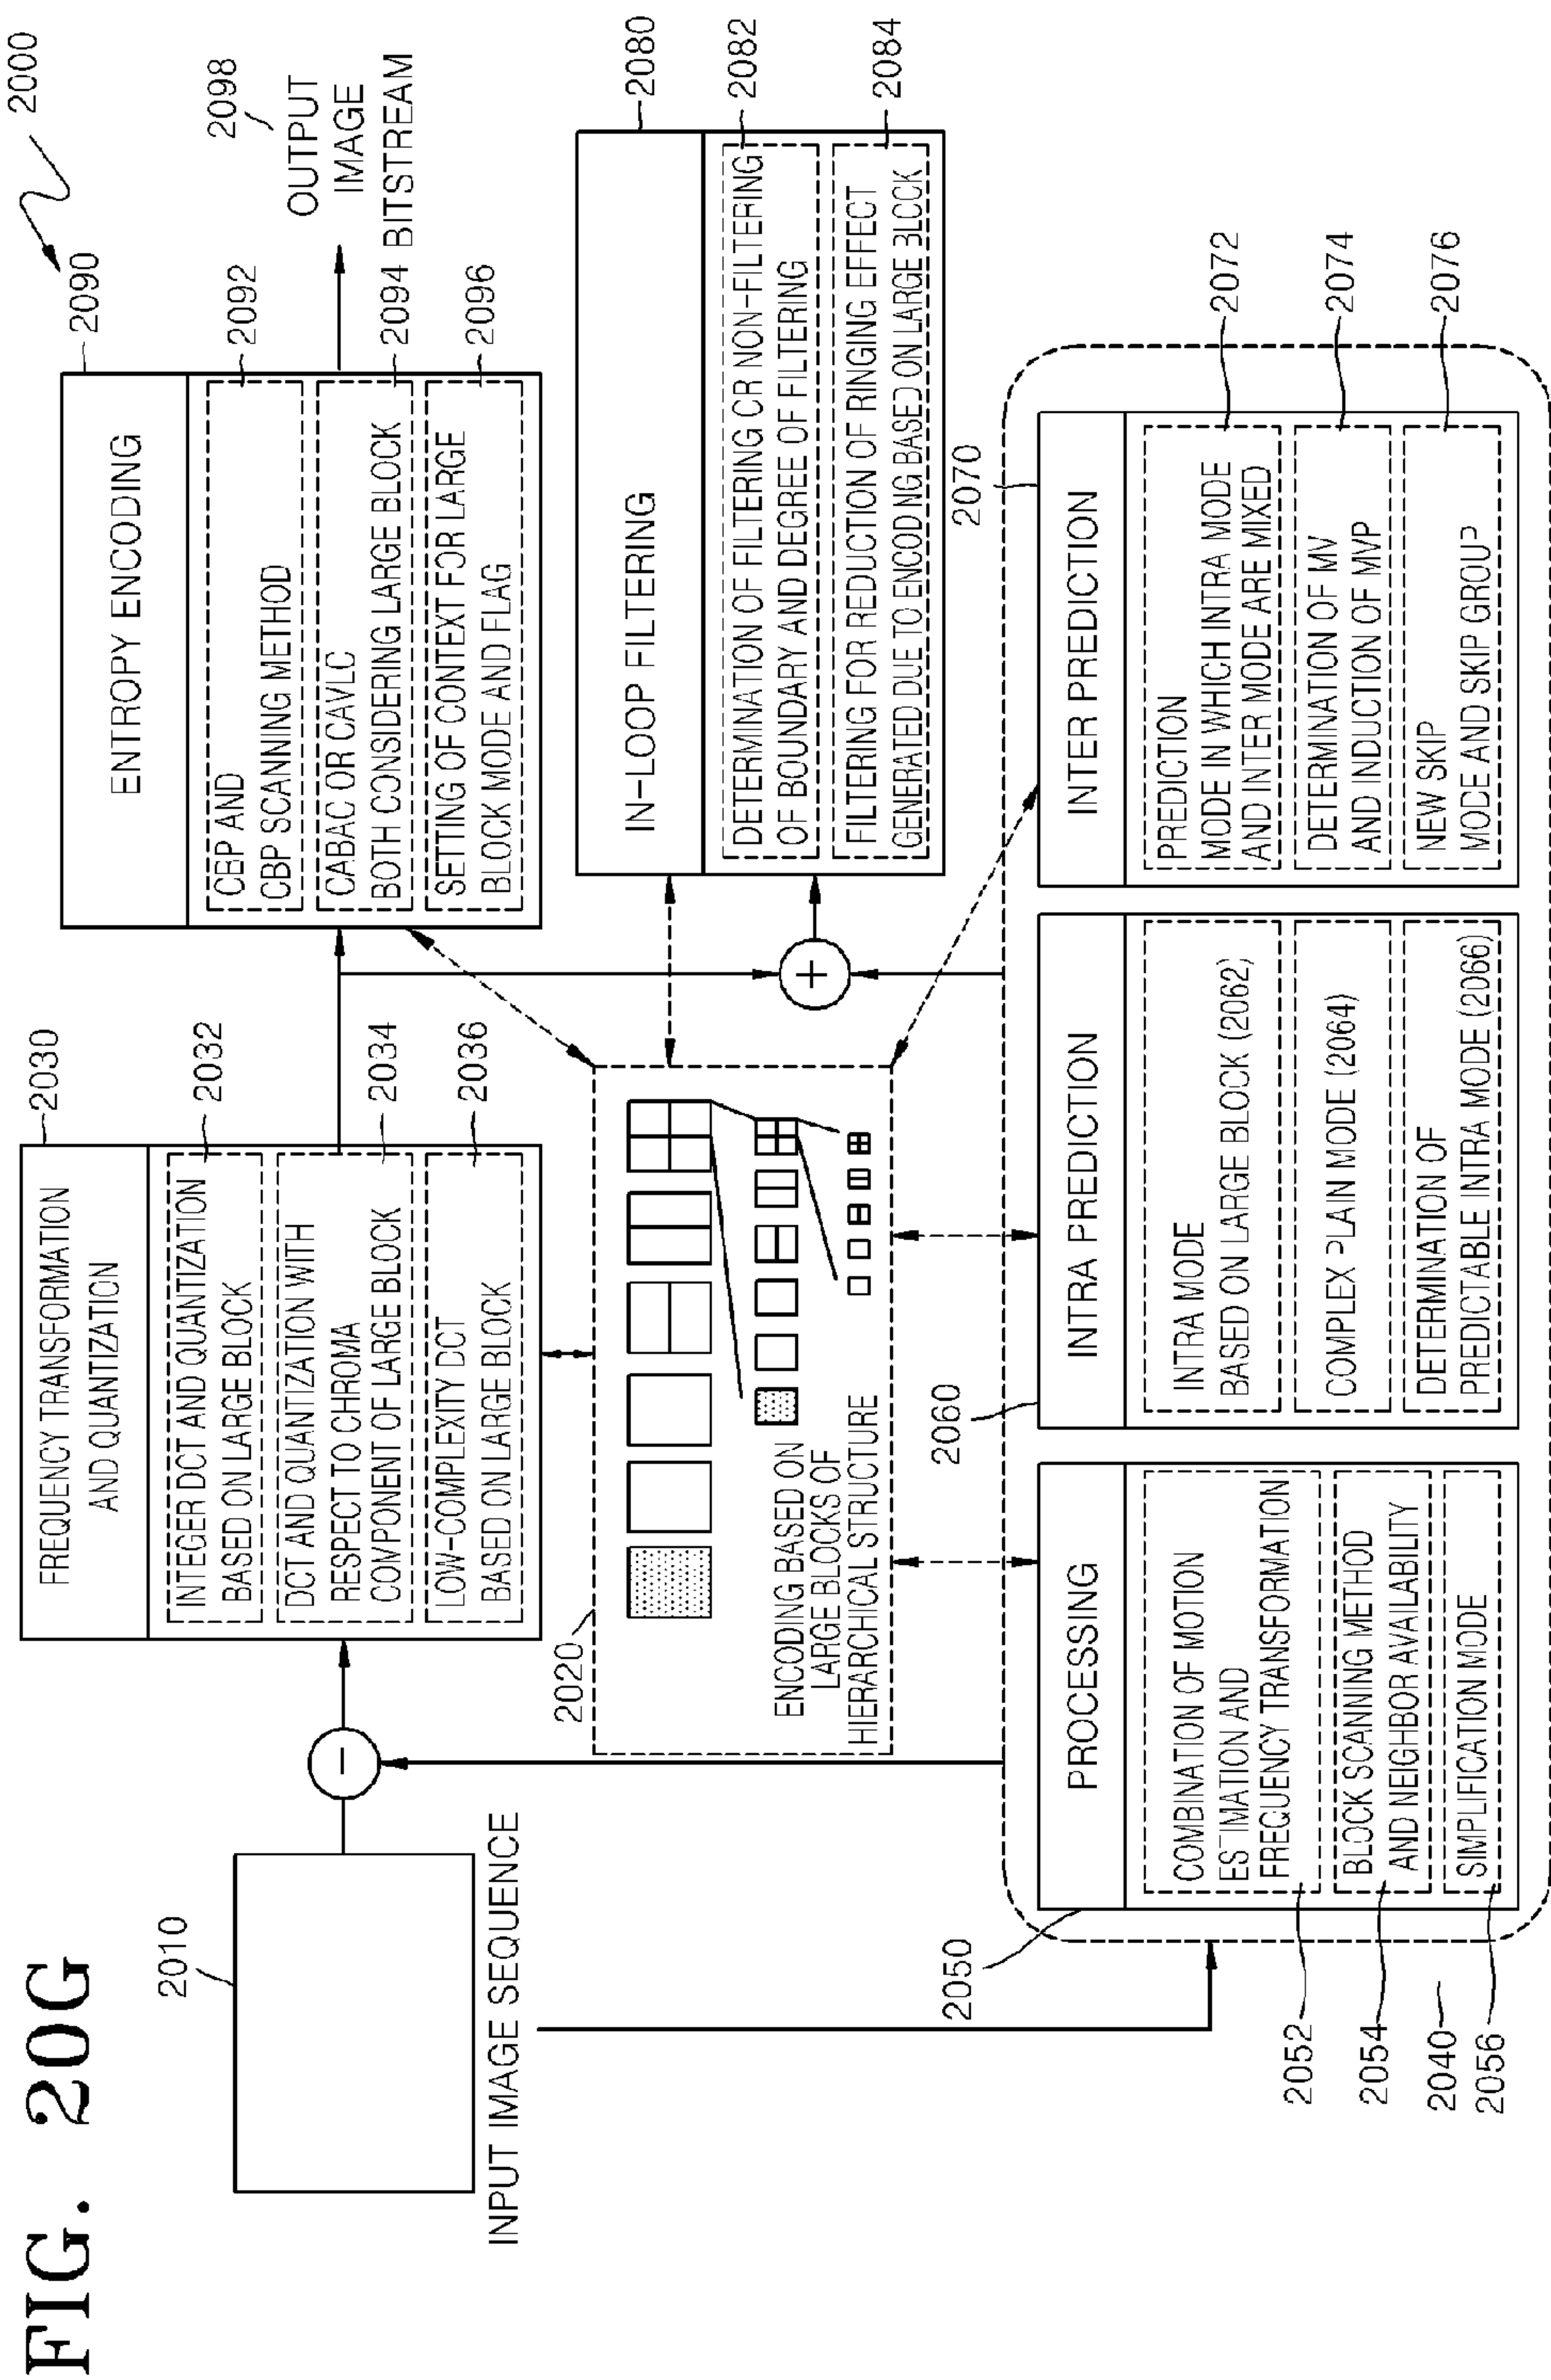 FIG. 20G
2000
2010
INPUT IMAGE SEQUENCE
2030
FREQUENCY TRANSFORMATION
AND QUANTIZATION
INTEGER DCT AND QUANTIZATION
BASED ON LARGE BLOCK
2032
DCT AND QUANTIZATION WITH
RESPECT TO CHROMA
COMPONENT OF LARGE BLOCK
2034
LOW-COMPLEXITY DCT
BASED ON LARGE BLOCK
2036
2090
ENTROPY ENCODING
CBP AND
CBP SCANNING METHOD
2092
CABAC OR CAVLC
BOTH CONSIDERING LARGE BLOCK
2094
SETTING OF CONTEXT FOR LARGE
BLOCK MODE AND FLAG
2096
2098
OUTPUT
IMAGE
BITSTREAM
−
2020
ENCODING BASED ON
LARGE BLOCKS OF
HIERARCHICAL STRUCTURE
+
2080
IN-LOOP FILTERING
DETERMINATION OF FILTERING CR NON-FILTERING
OF BOUNDARY AND DEGREE OF FILTERING
2082
FILTERING FOR REDUCTION OF RINGING EFFECT
GENERATED DUE TO ENCODING BASED ON LARGE BLOCK
2084
2050
PROCESSING
COMBINATION OF MOTION
ESTIMATION AND
FREQUENCY TRANSFORMATION
2052
BLOCK SCANNING METHOD
AND NEIGHBOR AVAILABILITY
2054
SIMPLIFICATION MODE
2056
2040
2060
INTRA PREDICTION
INTRA MODE
BASED ON LARGE BLOCK (2062)
COMPLEX PLAIN MODE (2064)
DETERMINATION OF
PREDICTABLE INTRA MODE (2066)
2070
INTER PREDICTION
PREDICTION
MODE IN WHICH INTRA MODE
AND INTER MODE ARE MIXED
2072
DETERMINATION OF MV
AND INDUCTION OF MVP
2074
NEW SKIP
MODE AND SKIP GROUP
2076